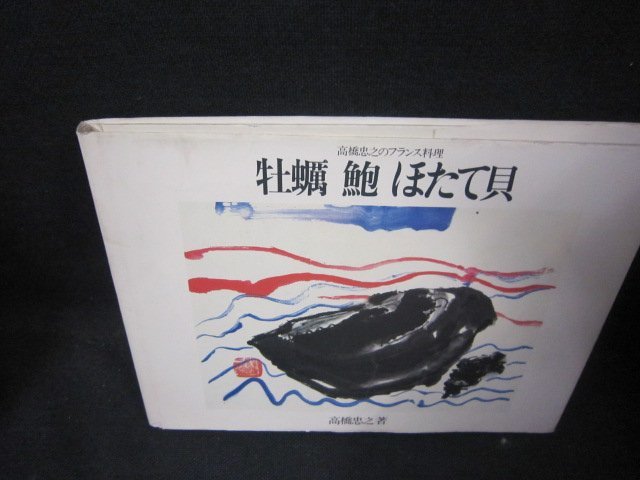 高橋忠之のフランス料理
牡蠣 鮑 ほたて貝
高橋忠之著